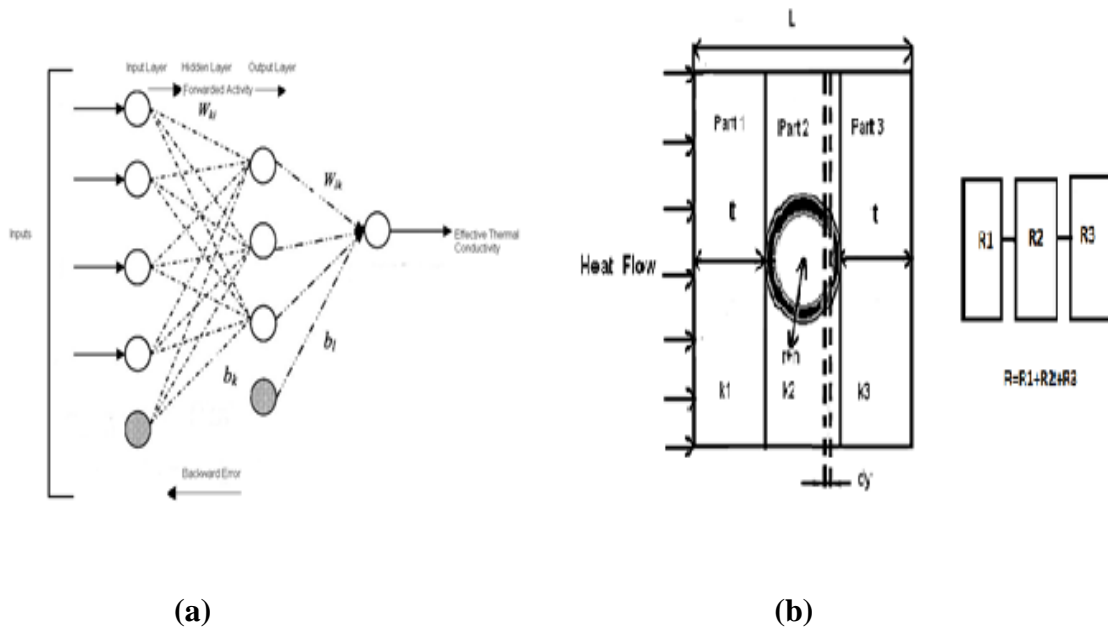 Input Layer Hidden Layer Output Layer
Forwarded Activity
W_ki
W_ik
Inputs
Effective Thermal
Conductivity
b_k
b_l
Backward Error
(a)
L
Part 1 Part 2 Part 3
t t
Heat Flow
k1 k2 k3
dy
R1 R2 R3
R=R1+R2+R3
(b)